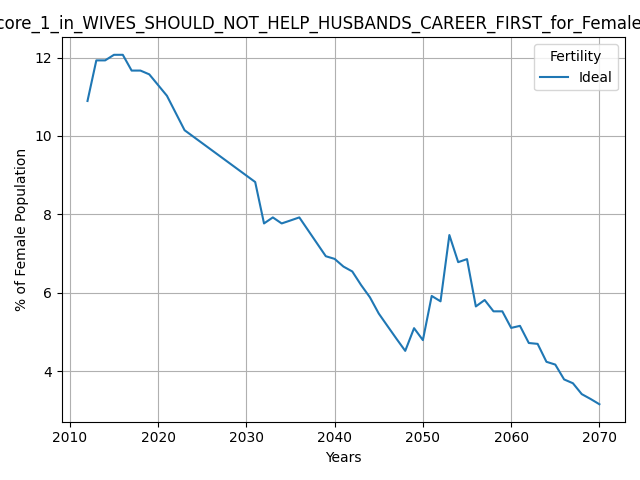 core_1_in_WIVES_SHOULD_NOT_HELP_HUSBANDS_CAREER_FIRST_for_Female
Fertility
Ideal
12
10
8
6
4
% of Female Population
2010 2020 2030 2040 2050 2060 2070
Years